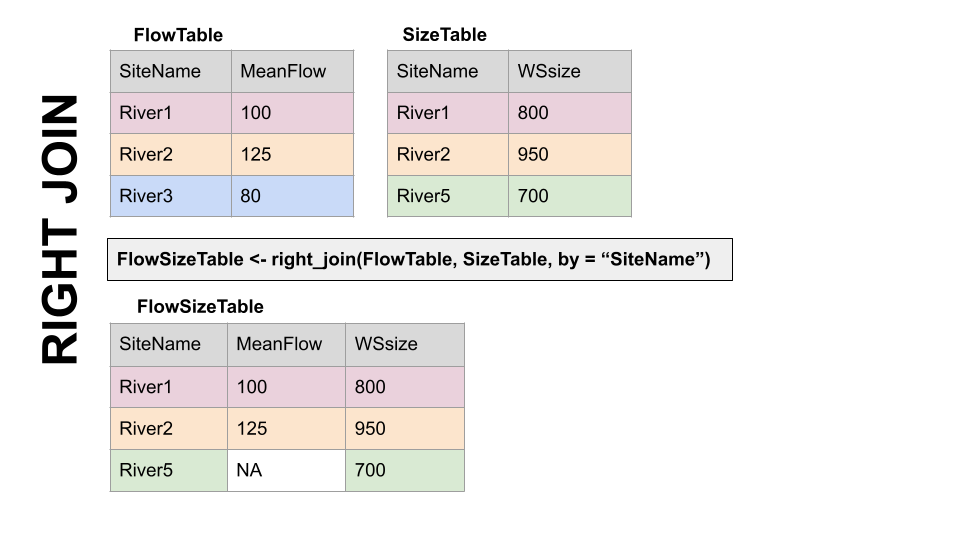 RIGHT JOIN
FlowTable
SiteName MeanFlow
River1 100
River2 125
River3 80
SizeTable
SiteName WSsize
River1 800
River2 950
River5 700
FlowSizeTable <- right_join(FlowTable, SizeTable, by = “SiteName”)
FlowSizeTable
SiteName MeanFlow WSsize
River1 100 800
River2 125 950
River5 NA 700